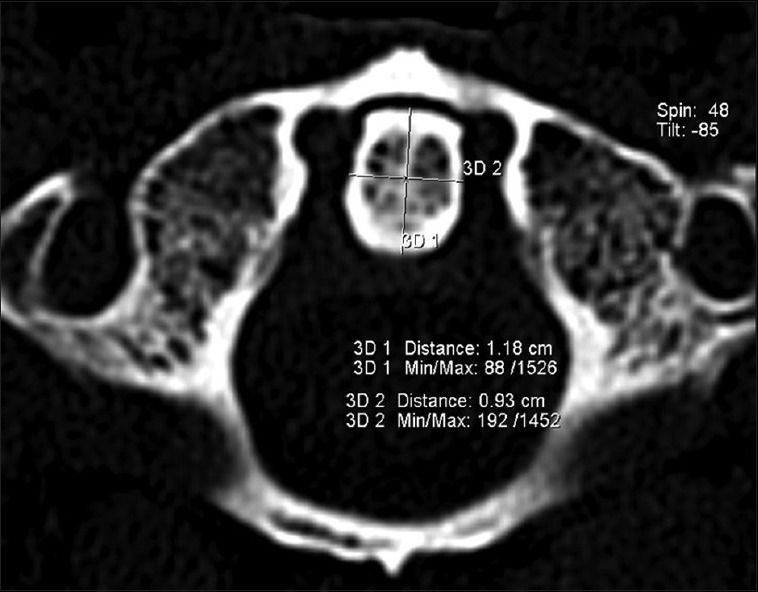 Spin: 48
Tilt: -85
3D 2
3D 1
3D 1 Distance: 1.18 cm
3D 1 Min/Max: 88 /1526
3D 2 Distance: 0.93 cm
3D 2 Min/Max: 192 /1452